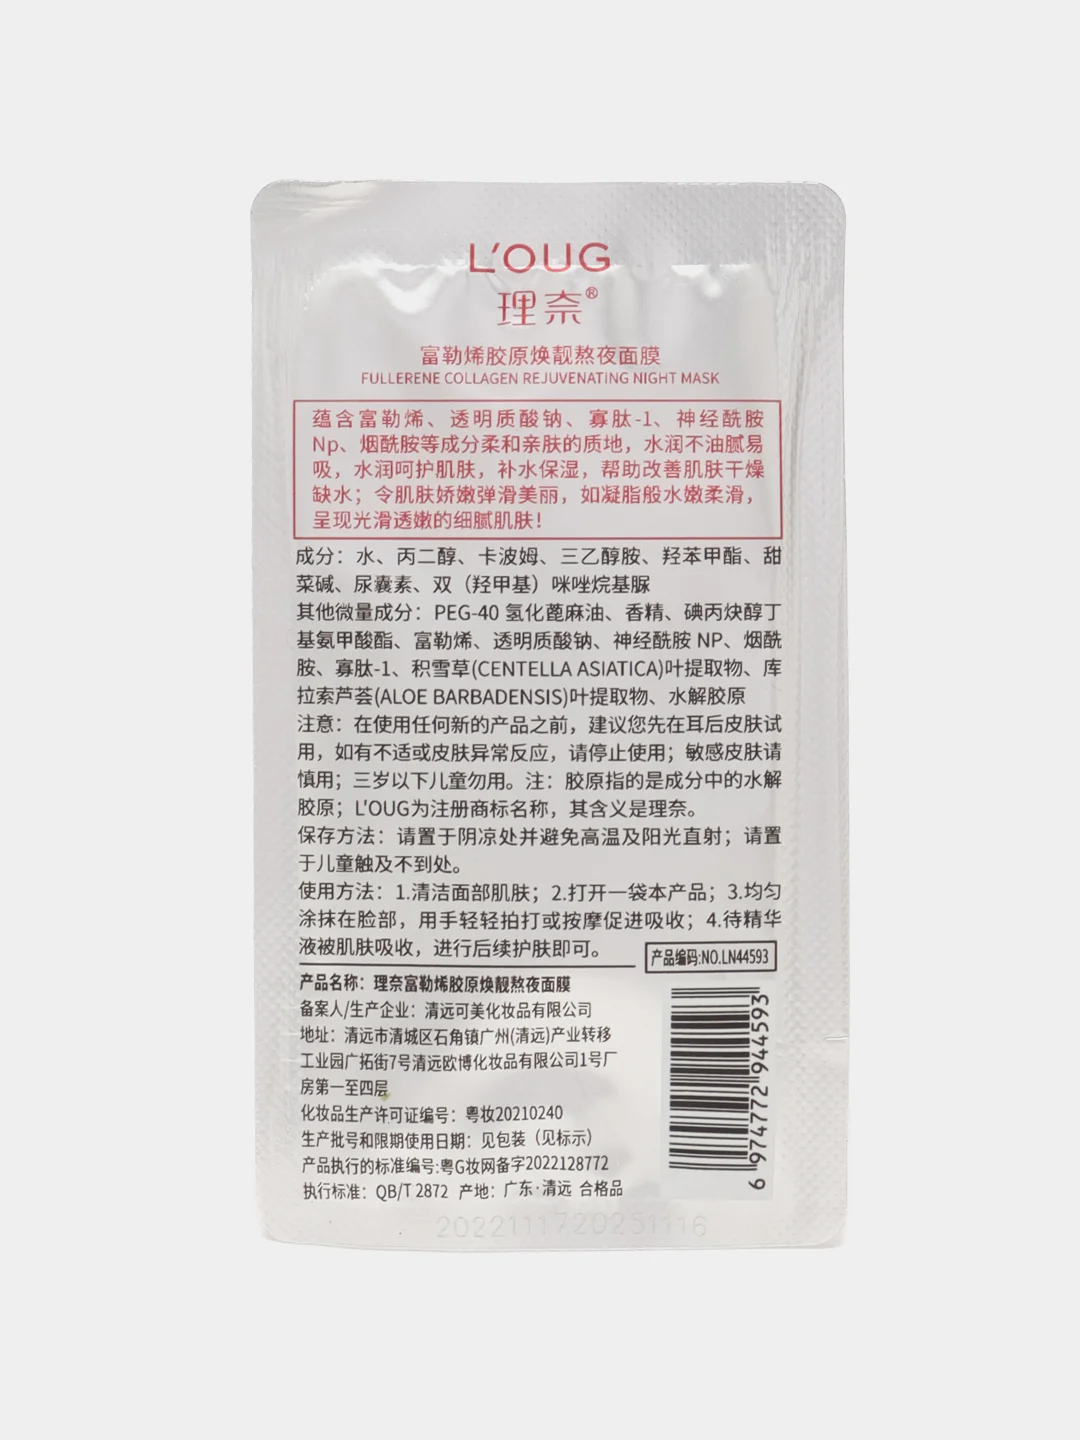 L'OUG
理奈®
富勒烯胶原焕靓熬夜面膜
FULLERENE COLLAGEN REJUVENATING NIGHT MASK
蕴含富勒烯、透明质酸钠、寡肽-1、神经酰胺
Np、烟酰胺等成分柔和亲肤的质地，水润不油腻易
吸，水润呵护肌肤，补水保湿，帮助改善肌肤干燥
缺水；令肌肤娇嫩弹滑美丽，如凝脂般水嫩柔滑，
呈现光滑透嫩的细腻肌肤！
成分：水、丙二醇、卡波姆、三乙醇胺、羟苯甲酯、甜
菜碱、尿囊素、双（羟甲基）咪唑烷基脲
其他微量成分：PEG-40 氢化蓖麻油、香精、碘丙炔醇丁
基氨甲酸酯、富勒烯、透明质酸钠、神经酰胺 NP、烟酰
胺、寡肽-1、积雪草(CENTELLA ASIATICA)叶提取物、库
拉索芦荟(ALOE BARBADENSIS)叶提取物、水解胶原
注意：在使用任何新的产品之前，建议您先在耳后皮肤试
用，如有不适或皮肤异常反应，请停止使用；敏感皮肤请
慎用；三岁以下儿童勿用。注：胶原指的是成分中的水解
胶原；L'OUG为注册商标名称，其含义是理奈。
保存方法：请置于阴凉处并避免高温及阳光直射；请置
于儿童触及不到处。
使用方法：1.清洁面部肌肤；2.打开一袋本产品；3.均匀
涂抹在脸部，用手轻轻拍打或按摩促进吸收；4.待精华
液被肌肤吸收，进行后续护肤即可。
产品编码:NO.LN44593
产品名称：理奈富勒烯胶原焕靓熬夜面膜
备案人/生产企业：清远可美化妆品有限公司
地址：清远市清城区石角镇广州(清远)产业转移
工业园广拓街7号清远欧博化妆品有限公司1号厂
房第一至四层
化妆品生产许可证编号：粤妆20210240
生产批号和限期使用日期：见包装（见标示）
产品执行的标准编号:粤G妆网备字2022128772
执行标准：QB/T 2872 产地：广东·清远 合格品
6 974772 944593
2022111720251116